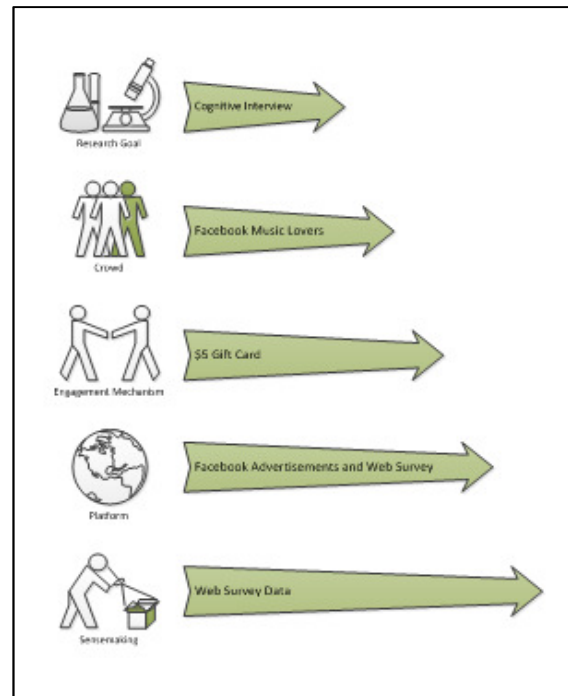 Cognitive Interview
Research Goal
Facebook Music Lovers
Crowd
$5 Gift Card
Engagement Mechanism
Facebook Advertisements and Web Survey
Platform
Web Survey Data
Sensemaking